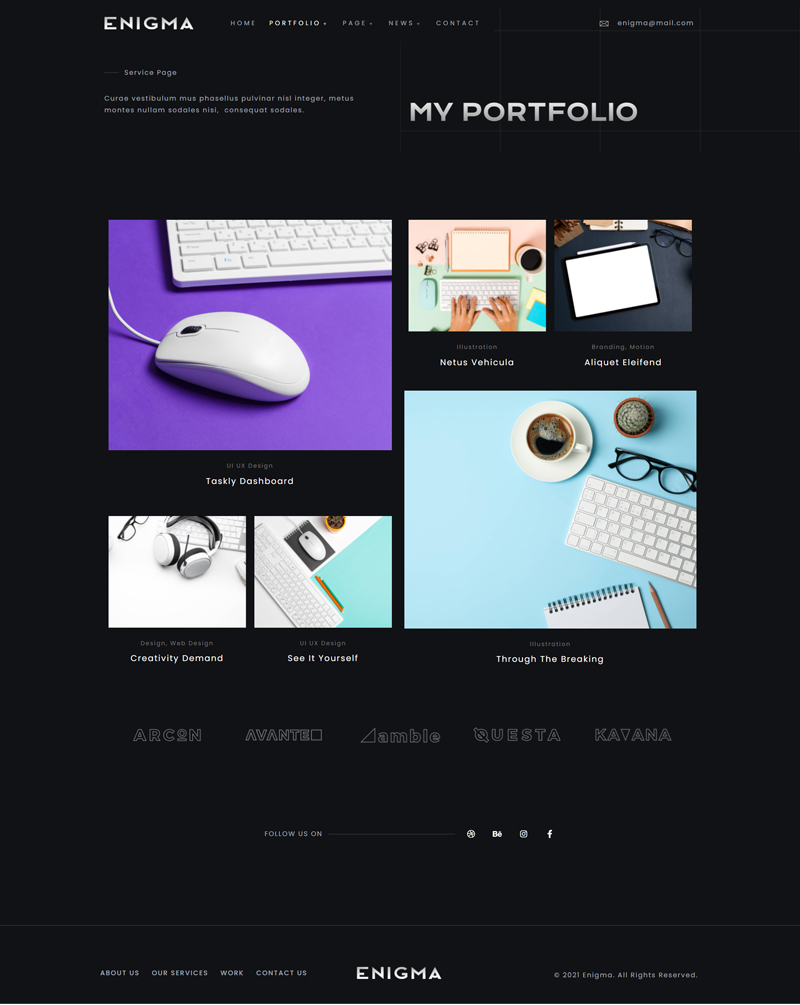 ENIGMA
HOME PORTFOLIO + PAGE + NEWS + CONTACT
enigma@mail.com
Service Page
Curae vestibulum mus phasellus pulvinar nisl integer, metus
montes nullam sodales nisi, consequat sodales.
MY PORTFOLIO
UI UX Design
Taskly Dashboard
Illustration
Netus Vehicula
Branding, Motion
Aliquet Eleifend
Design, Web Design
Creativity Demand
UI UX Design
See It Yourself
Illustration
Through The Breaking
ARCON
AVANTE
amble
QUESTA
KAVANA
FOLLOW US ON
Bē
ABOUT US OUR SERVICES WORK CONTACT US
ENIGMA
© 2021 Enigma. All Rights Reserved.